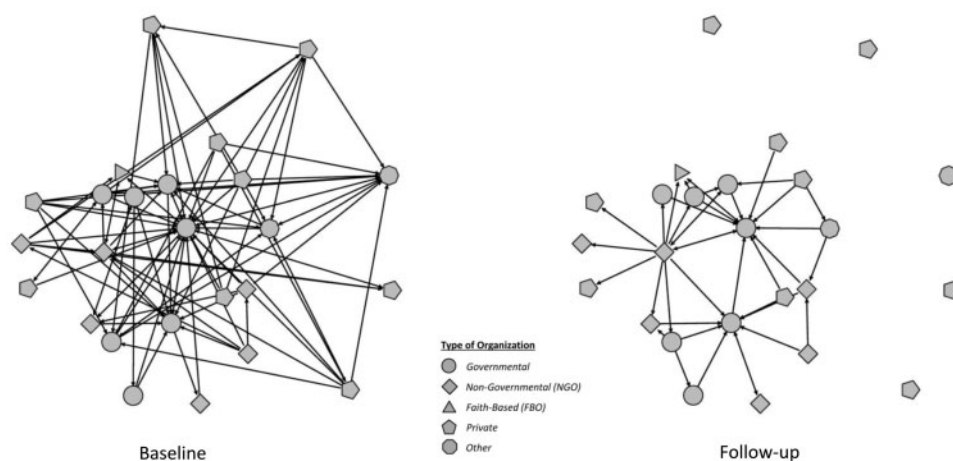 Type of Organization
Governmental
Non-Governmental (NGO)
Faith-Based (FBO)
Private
Other
Baseline
Follow-up